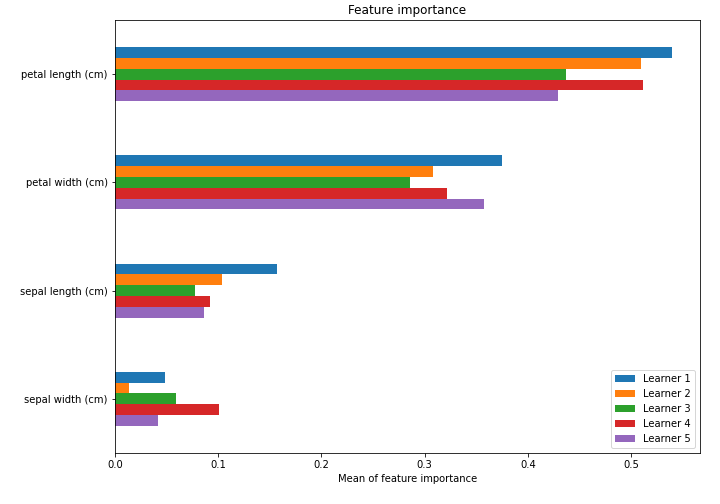 Feature importance
petal length (cm)
petal width (cm)
sepal length (cm)
sepal width (cm)
Learner 1
Learner 2
Learner 3
Learner 4
Learner 5
0.0 0.1 0.2 0.3 0.4 0.5
Mean of feature importance